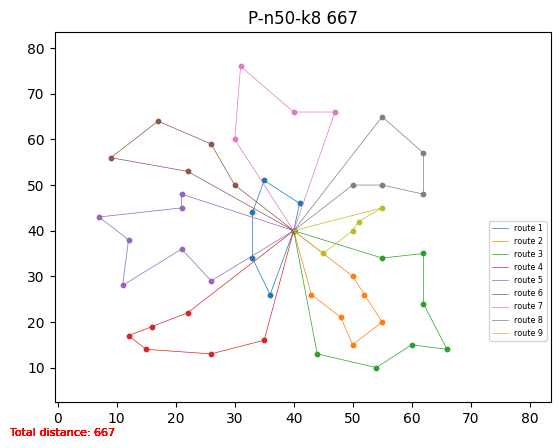 P-n50-k8 667
80
70
60
50
40
30
20
10
0 10 20 30 40 50 60 70 80
route 1
route 2
route 3
route 4
route 5
route 6
route 7
route 8
route 9
Total distance: 667